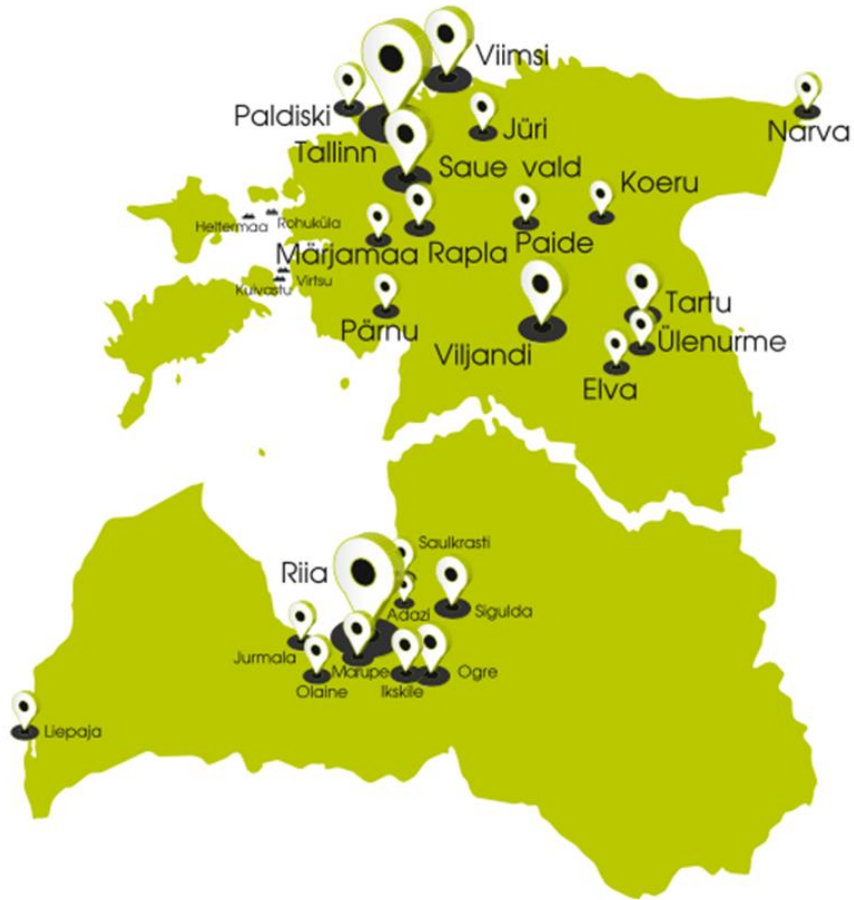 Viimsi
Paldiski
Jüri
Narva
Tallinn
Saue vald
Koeru
Heltermaa
Rohuküla
Märjamaa
Rapla
Paide
Kuivastu
Virtsu
Pärnu
Tartu
Viljandi
Ülenurme
Elva
Saulkrasti
Riia
Adazi
Sigulda
Jurmala
Marupe
Ogre
Olaine
Ikskile
Liepaja